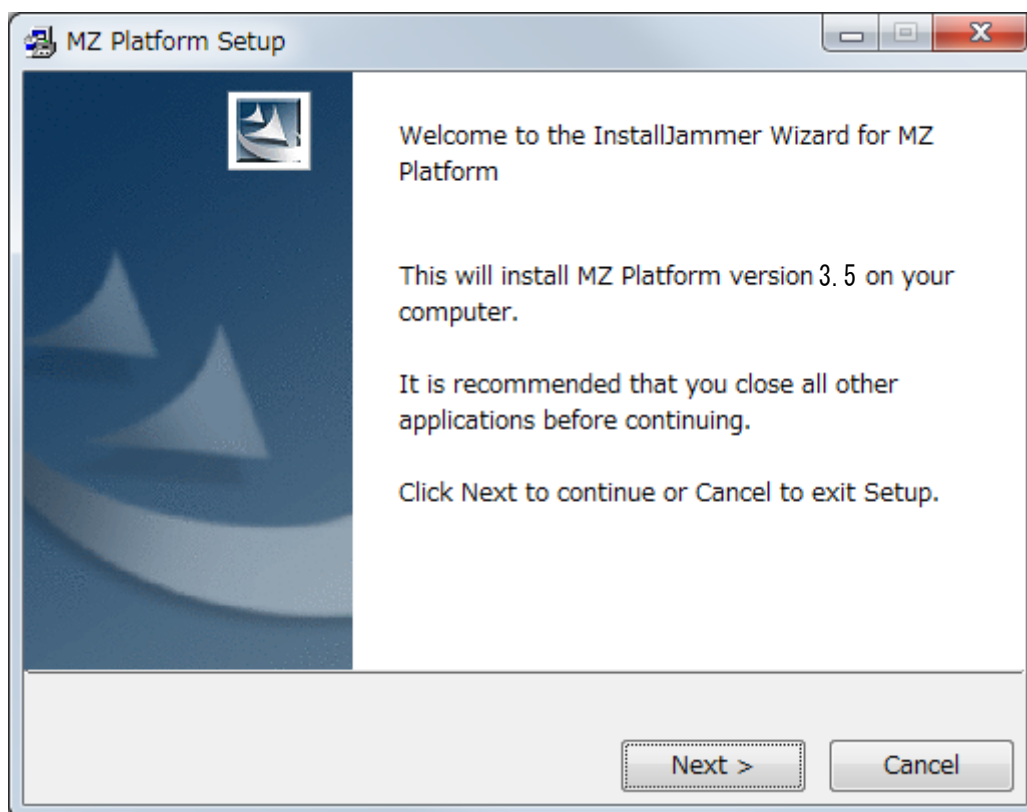 MZ Platform Setup
Welcome to the InstallJammer Wizard for MZ
Platform
This will install MZ Platform version 3.5 on your
computer.
It is recommended that you close all other
applications before continuing.
Click Next to continue or Cancel to exit Setup.
Next >
Cancel